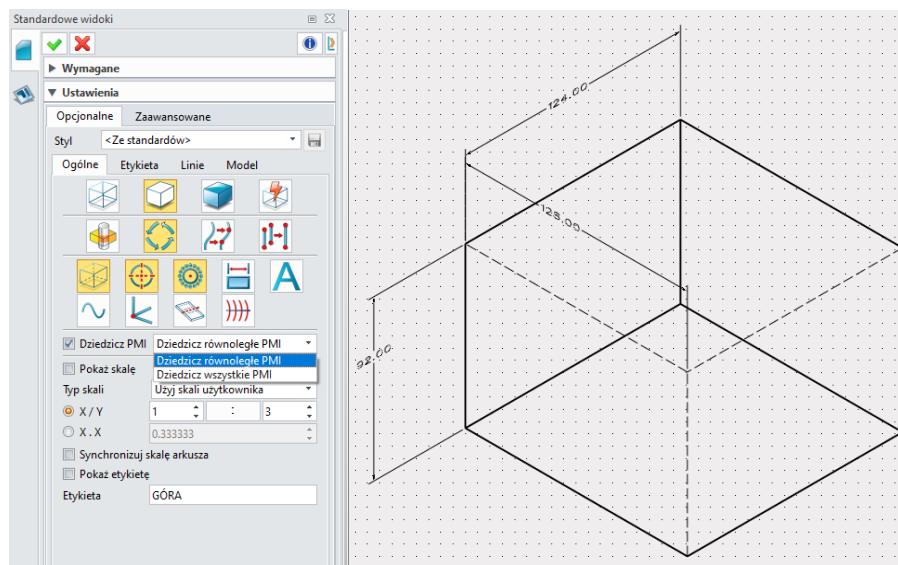 Standardowe widoki
Wymagane
Ustawienia
Opcjonalne Zaawansowane
Styl <Ze standardów>
Ogólne Etykieta Linie Model
A
Dziedzicz PMI Dziedzicz równoległe PMI
Dziedzicz równoległe PMI
Dziedzicz wszystkie PMI
Pokaż skalę
Typ skali Użyj skali użytkownika
X / Y 1 : 3
X . X 0.333333
Synchronizuj skalę arkusza
Pokaż etykietę
Etykieta GÓRA
124.00
128.00
92.00